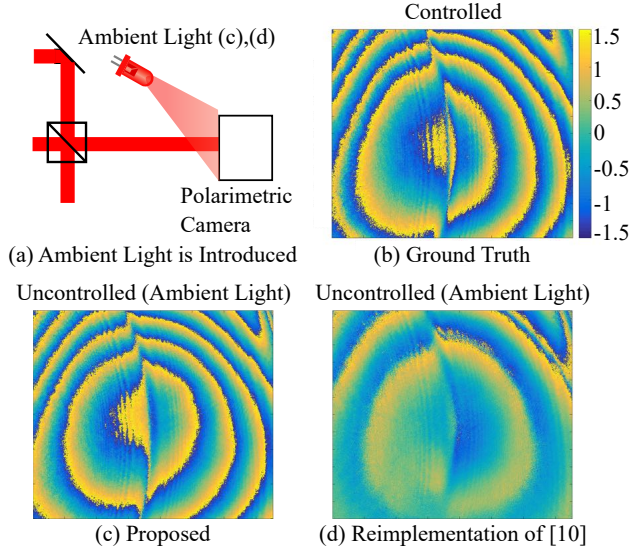 Ambient Light (c),(d)
Polarimetric
Camera
(a) Ambient Light is Introduced
Controlled
1.5
1
0.5
0
-0.5
-1
-1.5
(b) Ground Truth
Uncontrolled (Ambient Light)
(c) Proposed
Uncontrolled (Ambient Light)
(d) Reimplementation of [10]